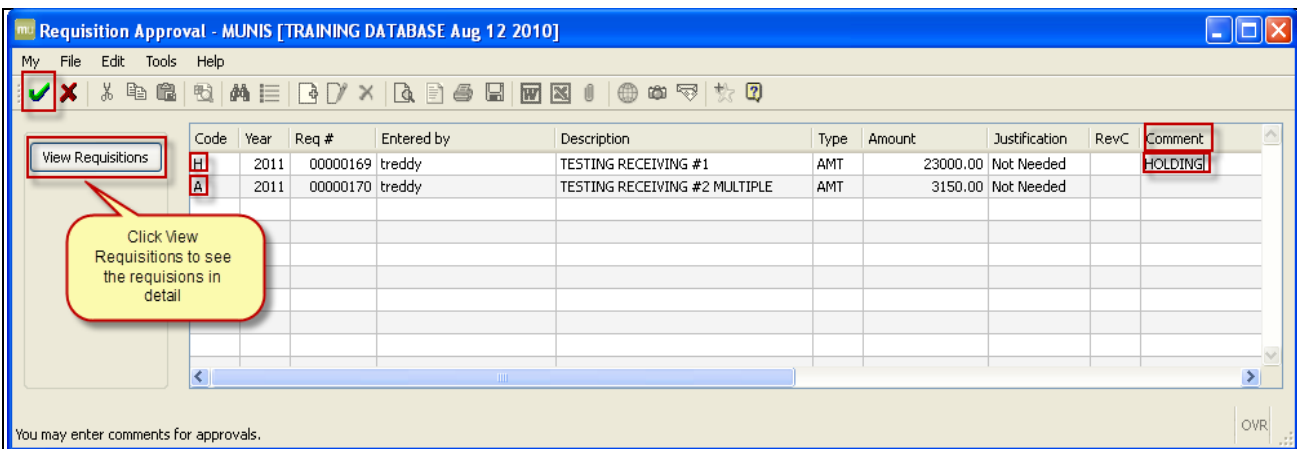 mu Requisition Approval - MUNIS [TRAINING DATABASE Aug 12 2010]
My File Edit Tools Help
Code Year Req # Entered by Description Type Amount Justification RevC Comment
View Requisitions
H 2011 00000169 treddy TESTING RECEIVING #1 AMT 23000.00 Not Needed HOLDING
A 2011 00000170 treddy TESTING RECEIVING #2 MULTIPLE AMT 3150.00 Not Needed
Click View
Requisitions to see
the requisions in
detail
You may enter comments for approvals.
OVR